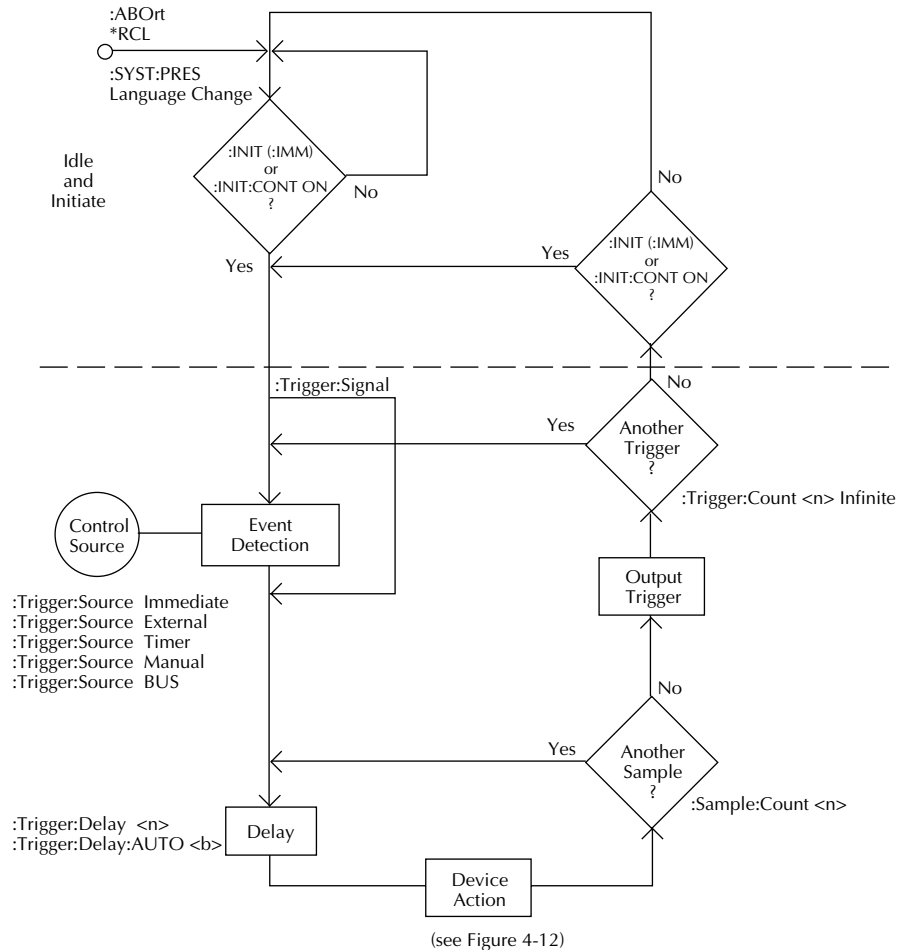 :ABOrt
*RCL
:SYST:PRES
Language Change
Idle
and
Initiate
:INIT (:IMM)
or
:INIT:CONT ON
?
No
Yes
No
:INIT (:IMM)
or
:INIT:CONT ON
?
Yes
:Trigger:Signal
No
Another
Trigger
?
Yes
:Trigger:Count <n> Infinite
Control
Source
Event
Detection
Output
Trigger
:Trigger:Source Immediate
:Trigger:Source External
:Trigger:Source Timer
:Trigger:Source Manual
:Trigger:Source BUS
No
Another
Sample
?
Yes
:Sample:Count <n>
:Trigger:Delay <n>
:Trigger:Delay:AUTO <b>
Delay
Device
Action
(see Figure 4-12)